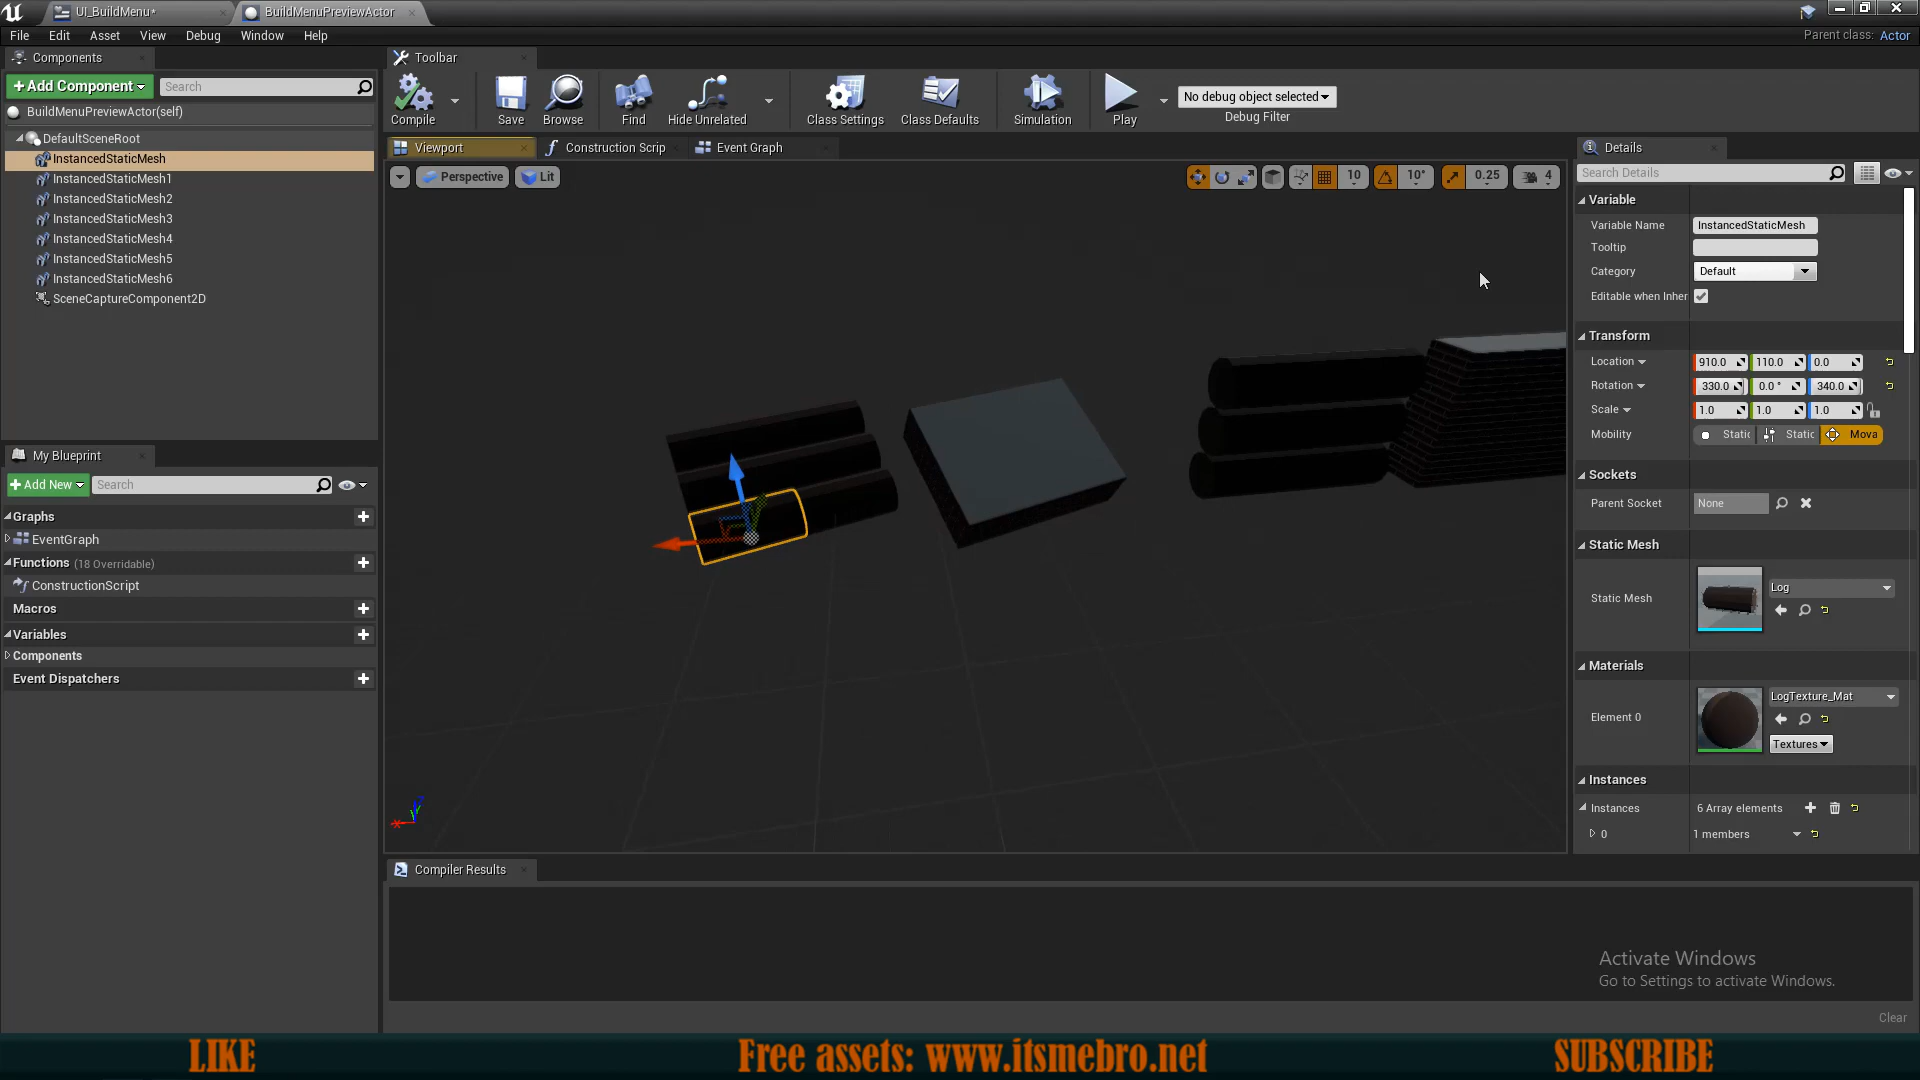 UI_BuildMenu*
BuildMenuPreviewActor
File Edit Asset View Debug Window Help
Parent class: Actor
Components
Toolbar
+ Add Component
Search
BuildMenuPreviewActor(self)
DefaultSceneRoot
InstancedStaticMesh
InstancedStaticMesh1
InstancedStaticMesh2
InstancedStaticMesh3
InstancedStaticMesh4
InstancedStaticMesh5
InstancedStaticMesh6
SceneCaptureComponent2D
Compile Save Browse Find Hide Unrelated Class Settings Class Defaults Simulation Play
No debug object selected
Debug Filter
Viewport
Construction Scrip
Event Graph
Perspective
Lit
10
10°
0.25
4
My Blueprint
+ Add New
Search
Graphs
EventGraph
Functions (18 Overridable)
ConstructionScript
Macros
Variables
Components
Event Dispatchers
Details
Search Details
Variable
Variable Name InstancedStaticMesh
Tooltip
Category Default
Editable when Inher
Transform
Location 910.0 110.0 0.0
Rotation 330.0 0.0 ° 340.0
Scale 1.0 1.0 1.0
Mobility Static Static Mova
Sockets
Parent Socket None
Static Mesh
Static Mesh Log
Materials
Element 0 LogTexture_Mat
Textures
Instances
Instances 6 Array elements
0 1 members
Compiler Results
Activate Windows
Go to Settings to activate Windows.
Clear
LIKE
Free assets: www.itsmebro.net
SUBSCRIBE